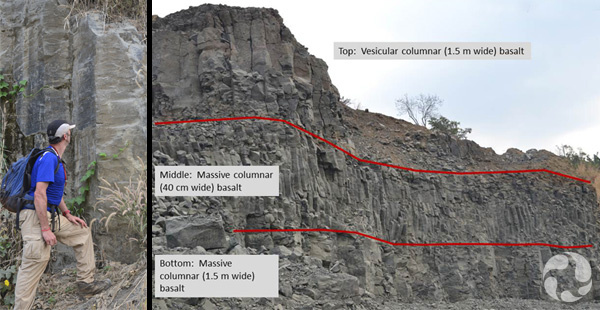 Top:  Vesicular columnar (1.5 m wide) basalt
Middle:  Massive columnar
(40 cm wide) basalt
Bottom:  Massive
columnar (1.5 m wide)
basalt